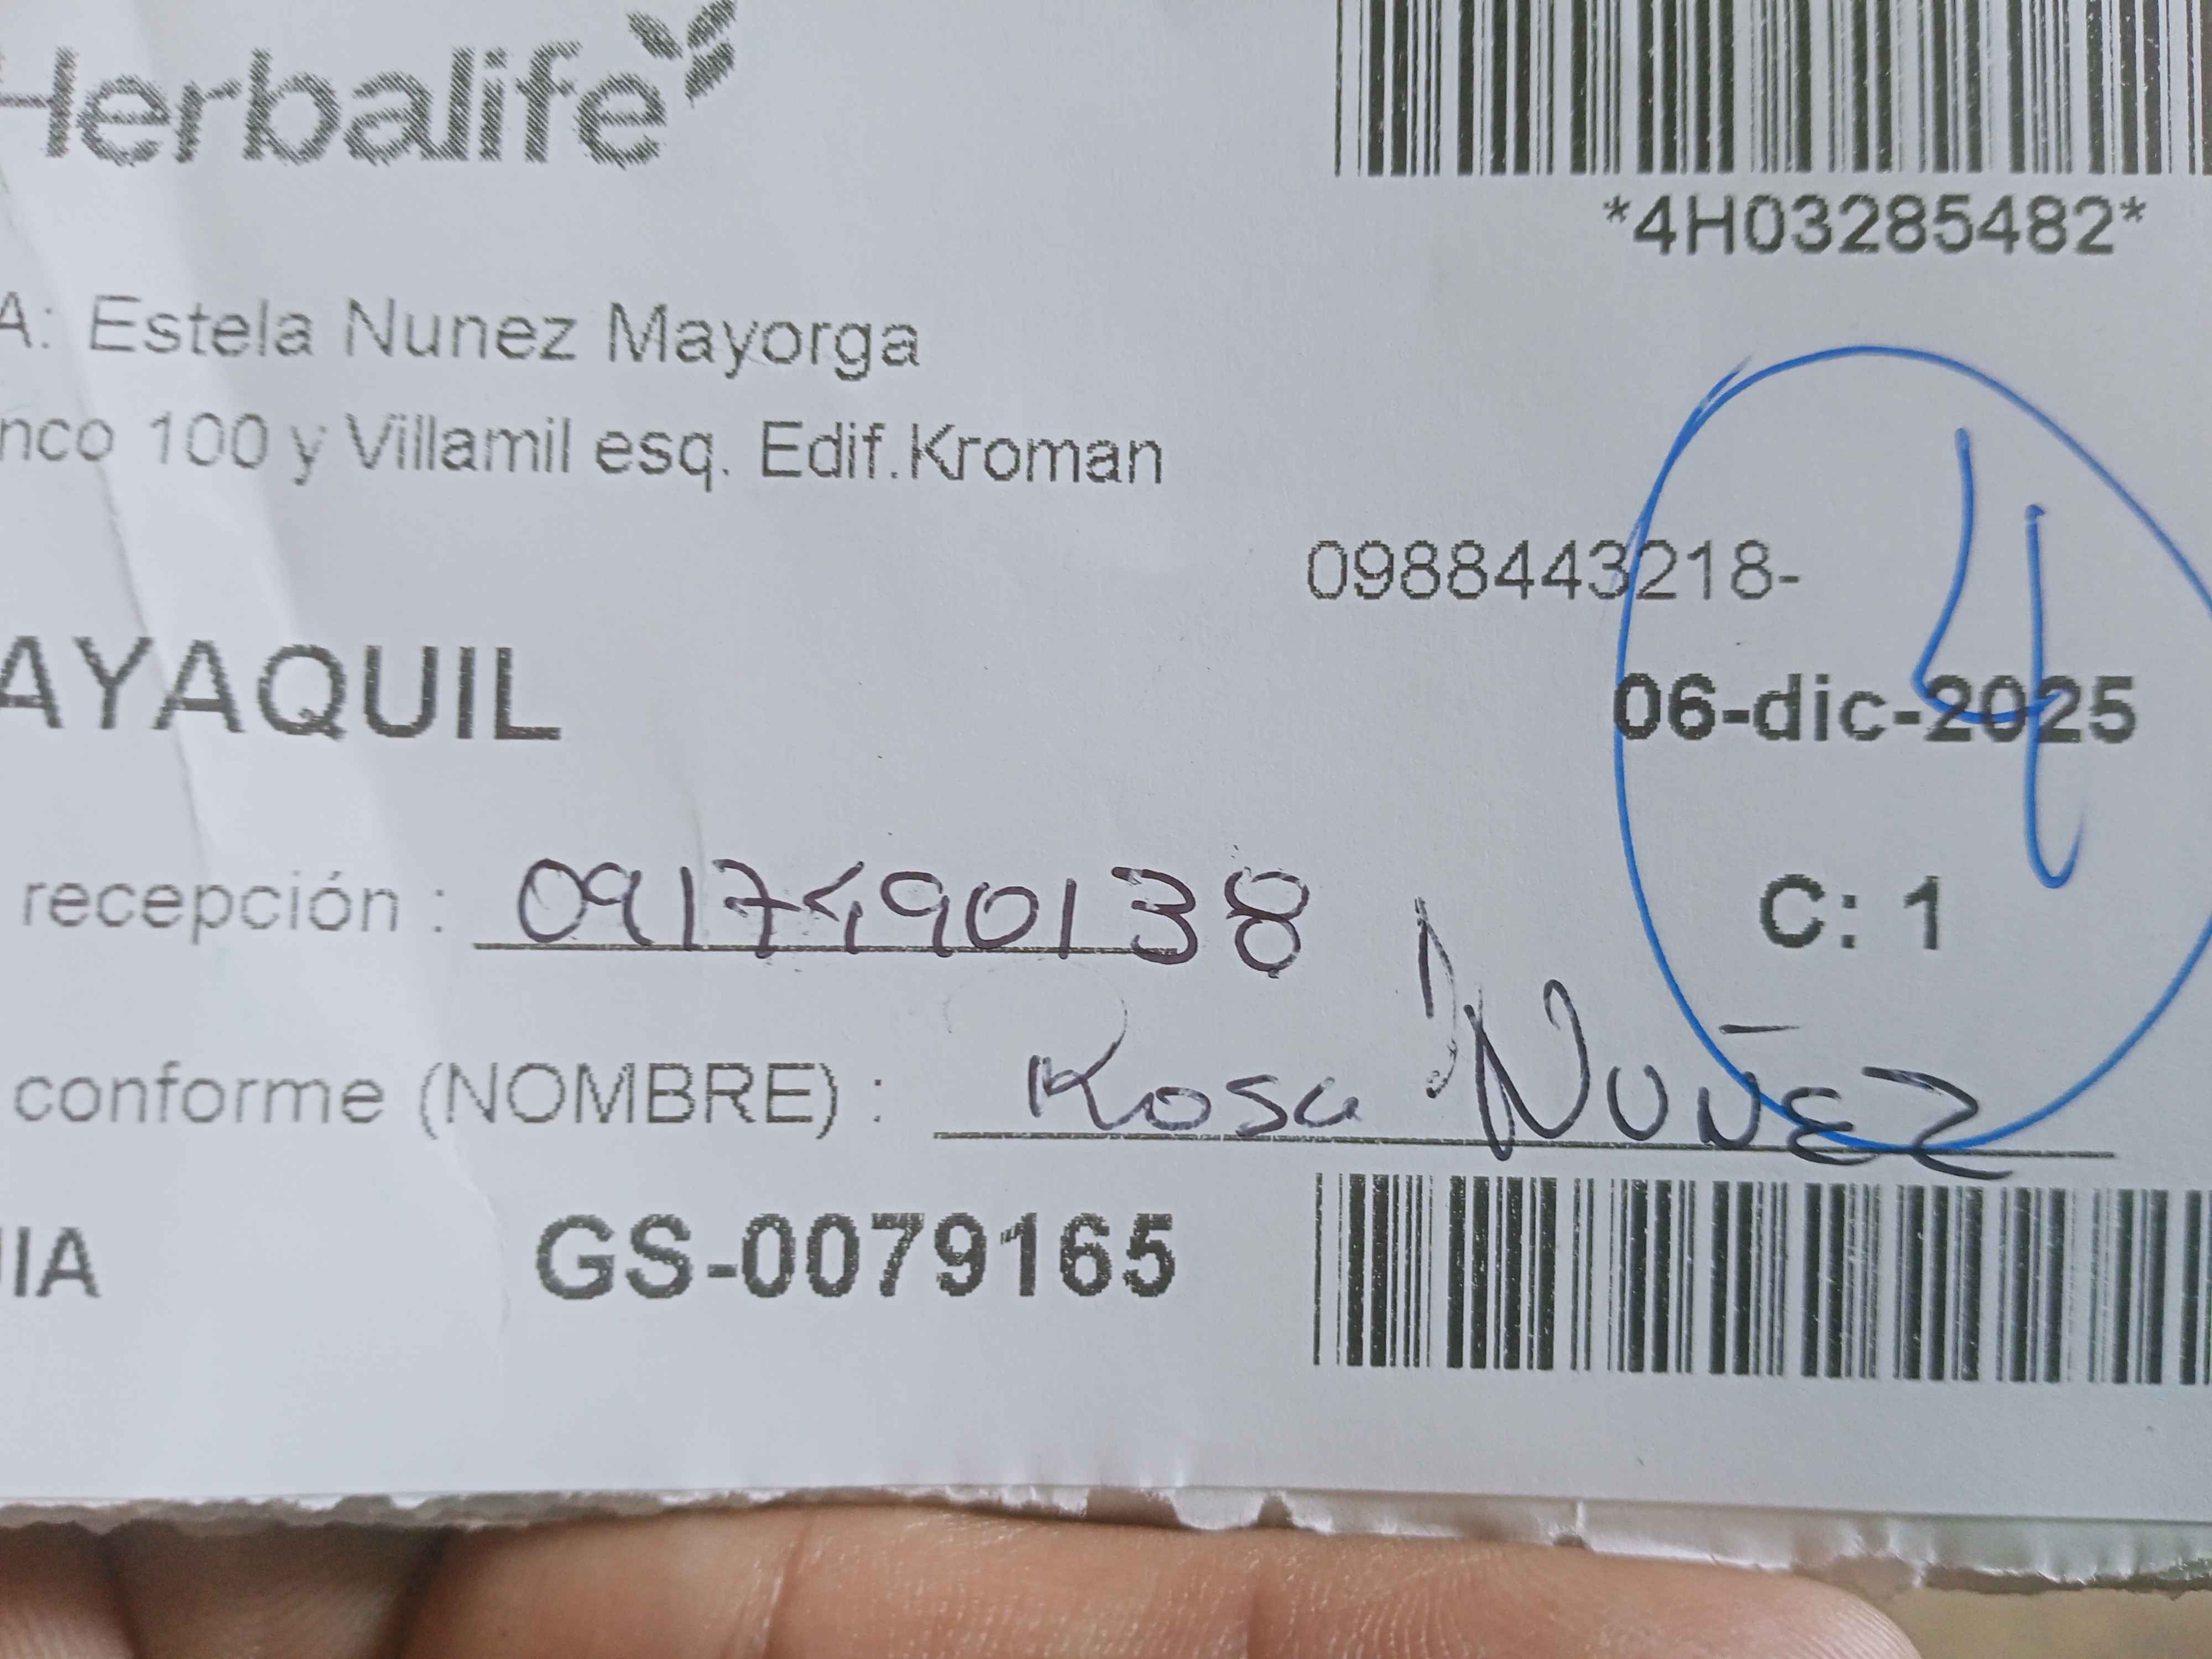 Herbalife
*4H03285482*
A: Estela Nunez Mayorga
nco 100 y Villamil esq. Edif.Kroman
0988443218-
4
AYAQUIL
06-dic-2025
C: 1
recepción : 0917490138
conforme (NOMBRE) : Rosa Nuñez
IA
GS-0079165